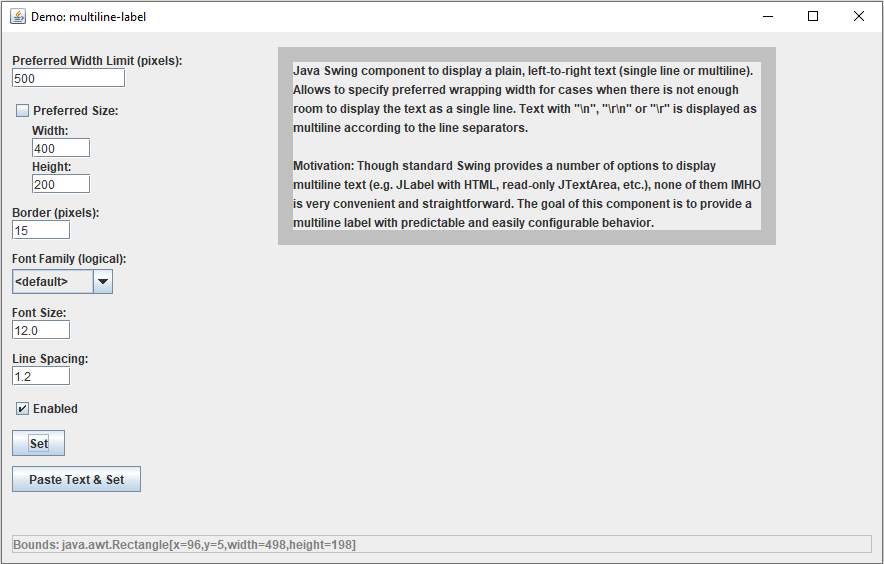 Demo: multiline-label
Preferred Width Limit (pixels):
500
Preferred Size:
Width:
400
Height:
200
Border (pixels):
15
Font Family (logical):
<default>
Font Size:
12.0
Line Spacing:
1.2
Enabled
Set
Paste Text & Set
Java Swing component to display a plain, left-to-right text (single line or multiline).
Allows to specify preferred wrapping width for cases when there is not enough
room to display the text as a single line. Text with "\n", "\r\n" or "\r" is displayed as
multiline according to the line separators.
Motivation: Though standard Swing provides a number of options to display
multiline text (e.g. JLabel with HTML, read-only JTextArea, etc.), none of them IMHO
is very convenient and straightforward. The goal of this component is to provide a
multiline label with predictable and easily configurable behavior.
Bounds: java.awt.Rectangle[x=96,y=5,width=498,height=198]